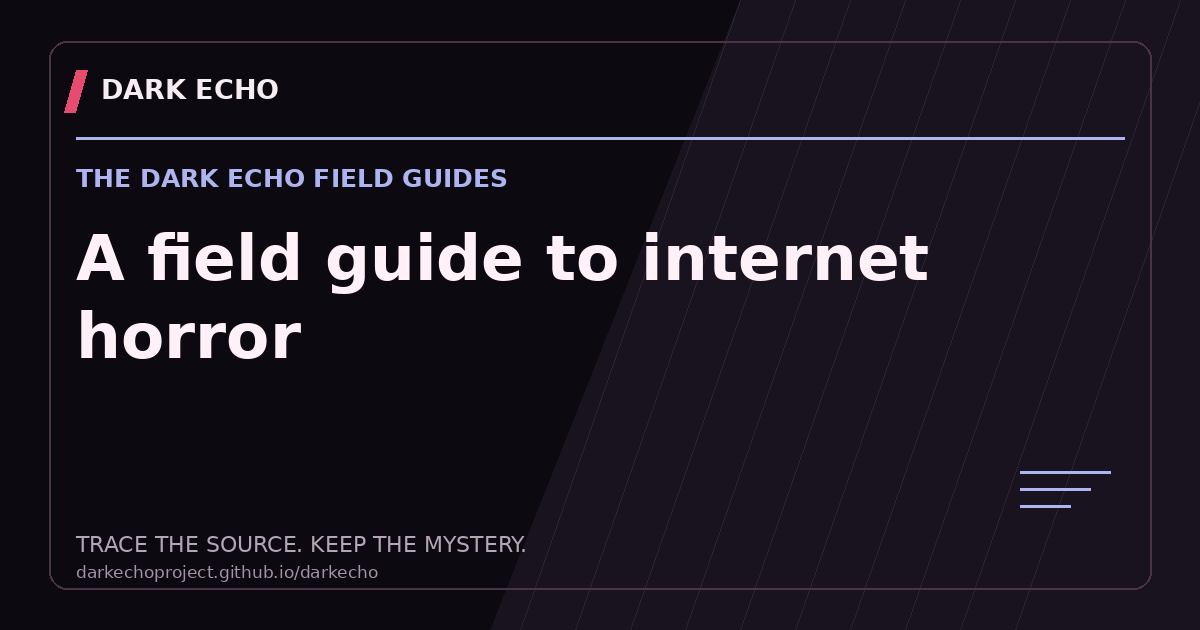 DARK ECHO
THE DARK ECHO FIELD GUIDES
A field guide to internet
horror
TRACE THE SOURCE. KEEP THE MYSTERY.
darkechoproject.github.io/darkecho